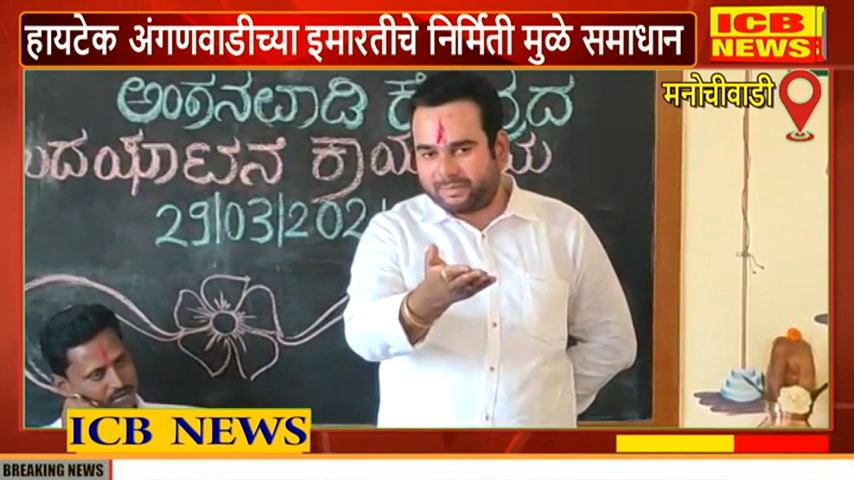 हायटेक अंगणवाडीच्या इमारतीचे निर्मिती मुळे समाधान
ICB
NEWS
मनोचीवाडी
ಅಂಗನವಾಡಿ
29/03/202
ICB NEWS
BREAKING NEWS